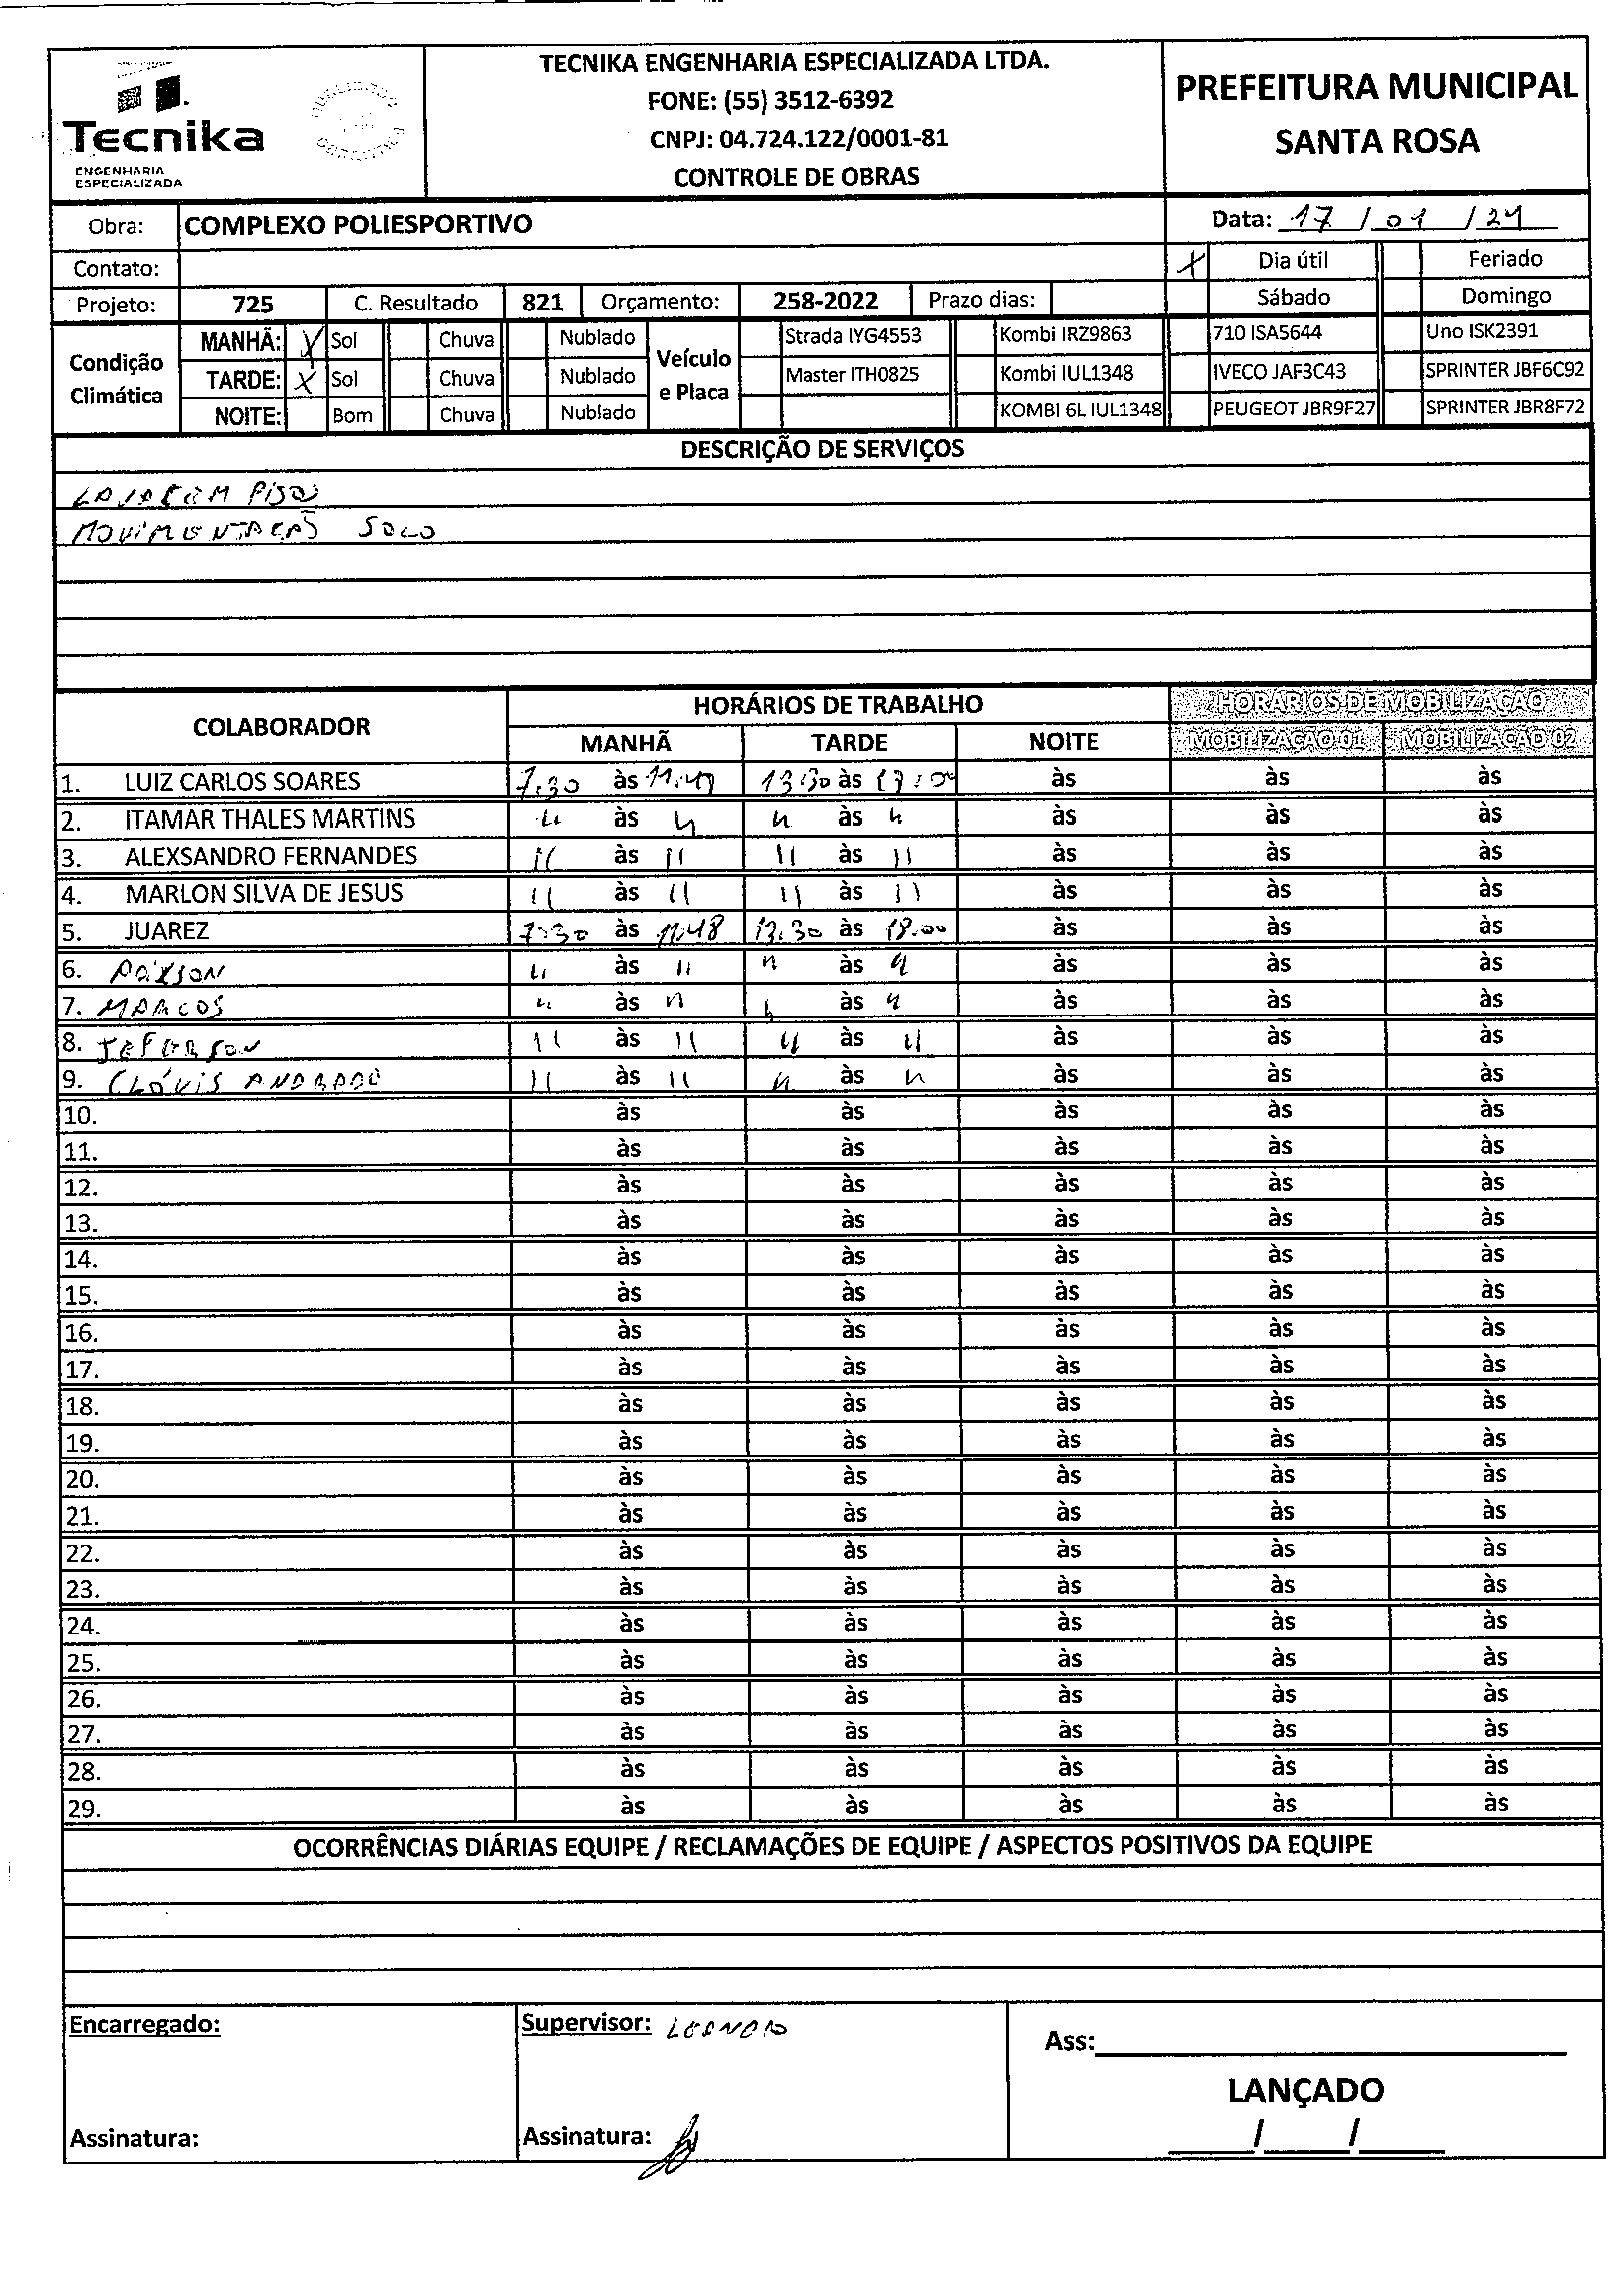 Tecnika
ENGENHARIA
ESPECIALIZADA
TECNIKA ENGENHARIA ESPECIALIZADA LTDA.
FONE: (55) 3512-6392
CNPJ: 04.724.122/0001-81
CONTROLE DE OBRAS
PREFEITURA MUNICIPAL
SANTA ROSA
Obra: COMPLEXO POLIESPORTIVO Data: 17 / 01 / 24
Contato: X Dia útil Feriado
Projeto: 725 C. Resultado 821 Orçamento: 258-2022 Prazo dias: Sábado Domingo
Condição Climática
MANHÃ: X Sol Chuva Nublado
TARDE: X Sol Chuva Nublado
NOITE: Bom Chuva Nublado
Veículo e Placa
Strada IYG4553 Kombi IRZ9863 710 ISA5644 Uno ISK2391
Master ITH0825 Kombi IUL1348 IVECO JAF3C43 SPRINTER JBF6C92
KOMBI 6L IUL1348 PEUGEOT JBR9F27 SPRINTER JBR8F72
DESCRIÇÃO DE SERVIÇOS
LAVAGEM PISOS
MOVIMENTAÇÃO SOLO
COLABORADOR HORÁRIOS DE TRABALHO HORÁRIOS DE MOBILIZAÇÃO
MANHÃ TARDE NOITE MOBILIZAÇÃO 01 MOBILIZAÇÃO 02
1. LUIZ CARLOS SOARES 7:30 às 13:30 às às às às
2. ITAMAR THALES MARTINS " às " " às " às às às
3. ALEXSANDRO FERNANDES " às " " às " às às às
4. MARLON SILVA DE JESUS " às " " às " às às às
5. JUAREZ 7:30 às 11:48 13:30 às 18:00 às às às
6. " às " " às " às às às
7. MARCOS " às " " às " às às às
8. JEFERSON " às " " às " às às às
9. CLÓVIS ANDRADE " às " " às " às às às
10. às às às às às
11. às às às às às
12. às às às às às
13. às às às às às
14. às às às às às
15. às às às às às
16. às às às às às
17. às às às às às
18. às às às às às
19. às às às às às
20. às às às às às
21. às às às às às
22. às às às às às
23. às às às às às
24. às às às às às
25. às às às às às
26. às às às às às
27. às às às às às
28. às às às às às
29. às às às às às
OCORRÊNCIAS DIÁRIAS EQUIPE / RECLAMAÇÕES DE EQUIPE / ASPECTOS POSITIVOS DA EQUIPE
Encarregado: Supervisor: Ass:
LANÇADO
Assinatura: Assinatura: / /